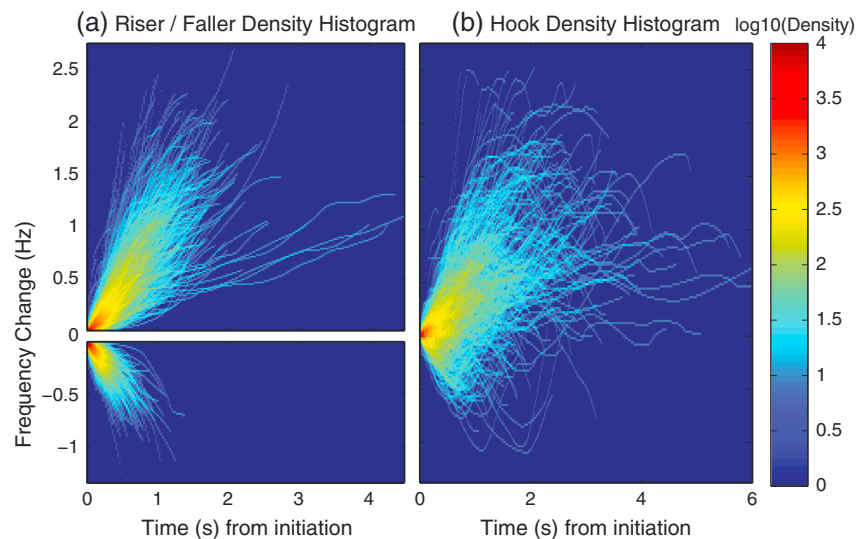 (a) Riser / Faller Density Histogram
(b) Hook Density Histogram
log10(Density)
Frequency Change (Hz)
2.5
2
1.5
1
0.5
0
−0.5
−1
0 1 2 3 4
Time (s) from initiation
0 2 4 6
Time (s) from initiation
4
3.5
3
2.5
2
1.5
1
0.5
0